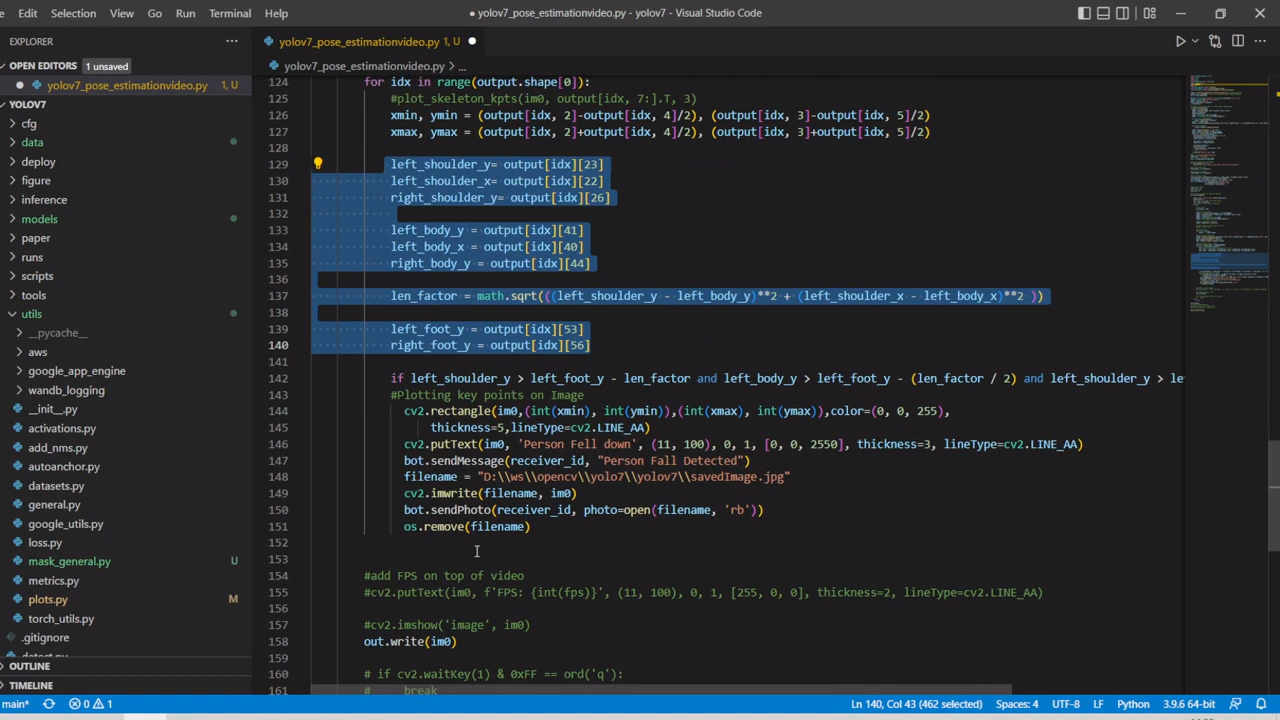 e Edit Selection View Go Run Terminal Help
● yolov7_pose_estimationvideo.py - yolov7 - Visual Studio Code
EXPLORER
OPEN EDITORS 1 unsaved
● yolov7_pose_estimationvideo.py 1, U
YOLOV7
cfg
data
deploy
figure
inference
models
paper
runs
scripts
tools
utils
__pycache__
aws
google_app_engine
wandb_logging
__init__.py
activations.py
add_nms.py
autoanchor.py
datasets.py
general.py
google_utils.py
loss.py
mask_general.py U
metrics.py
plots.py M
torch_utils.py
.gitignore
detect.py
OUTLINE
TIMELINE
yolov7_pose_estimationvideo.py 1, U ●
yolov7_pose_estimationvideo.py > ...
124 for idx in range(output.shape[0]):
125 #plot_skeleton_kpts(im0, output[idx, 7:].T, 3)
126 xmin, ymin = (output[idx, 2]-output[idx, 4]/2), (output[idx, 3]-output[idx, 5]/2)
127 xmax, ymax = (output[idx, 2]+output[idx, 4]/2), (output[idx, 3]+output[idx, 5]/2)
128
129 left_shoulder_y= output[idx][23]
130 left_shoulder_x= output[idx][22]
131 right_shoulder_y= output[idx][26]
132
133 left_body_y = output[idx][41]
134 left_body_x = output[idx][40]
135 right_body_y = output[idx][44]
136
137 len_factor = math.sqrt(((left_shoulder_y - left_body_y)**2 + (left_shoulder_x - left_body_x)**2 ))
138
139 left_foot_y = output[idx][53]
140 right_foot_y = output[idx][56]
141
142 if left_shoulder_y > left_foot_y - len_factor and left_body_y > left_foot_y - (len_factor / 2) and left_shoulder_y > le
143 #Plotting key points on Image
144 cv2.rectangle(im0,(int(xmin), int(ymin)),(int(xmax), int(ymax)),color=(0, 0, 255),
145 thickness=5,lineType=cv2.LINE_AA)
146 cv2.putText(im0, 'Person Fell down', (11, 100), 0, 1, [0, 0, 2550], thickness=3, lineType=cv2.LINE_AA)
147 bot.sendMessage(receiver_id, "Person Fall Detected")
148 filename = "D:\\ws\\opencv\\yolo7\\yolov7\\savedImage.jpg"
149 cv2.imwrite(filename, im0)
150 bot.sendPhoto(receiver_id, photo=open(filename, 'rb'))
151 os.remove(filename)
152
153
154 #add FPS on top of video
155 #cv2.putText(im0, f'FPS: {int(fps)}', (11, 100), 0, 1, [255, 0, 0], thickness=2, lineType=cv2.LINE_AA)
156
157 #cv2.imshow('image', im0)
158 out.write(im0)
159
160 # if cv2.waitKey(1) & 0xFF == ord('q'):
161 # break
main* 0 1 Ln 140, Col 43 (462 selected) Spaces: 4 UTF-8 LF Python 3.9.6 64-bit